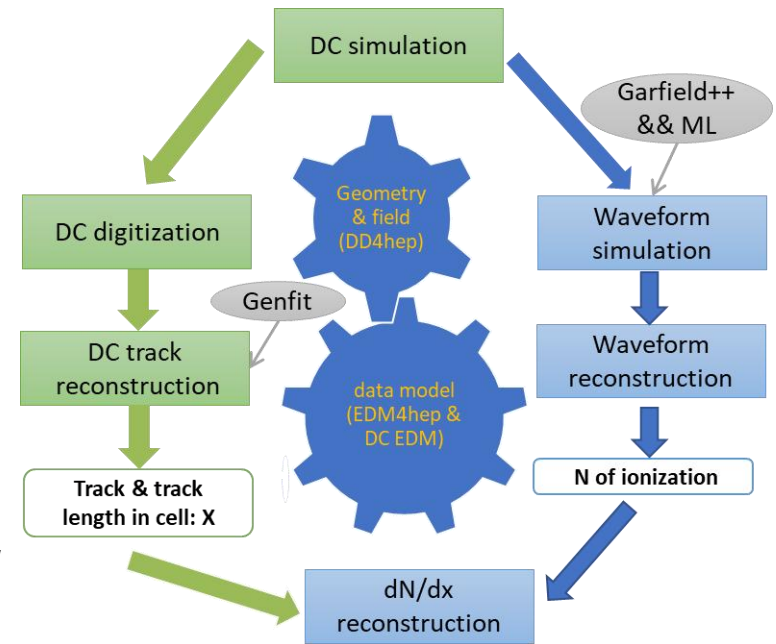 DC simulation
Garfield++
&& ML
Geometry
& field
(DD4hep)
DC digitization
Waveform
simulation
Genfit
DC track
reconstruction
Waveform
reconstruction
data model
(EDM4hep &
DC EDM)
Track & track
length in cell: X
N of ionization
dN/dx
reconstruction